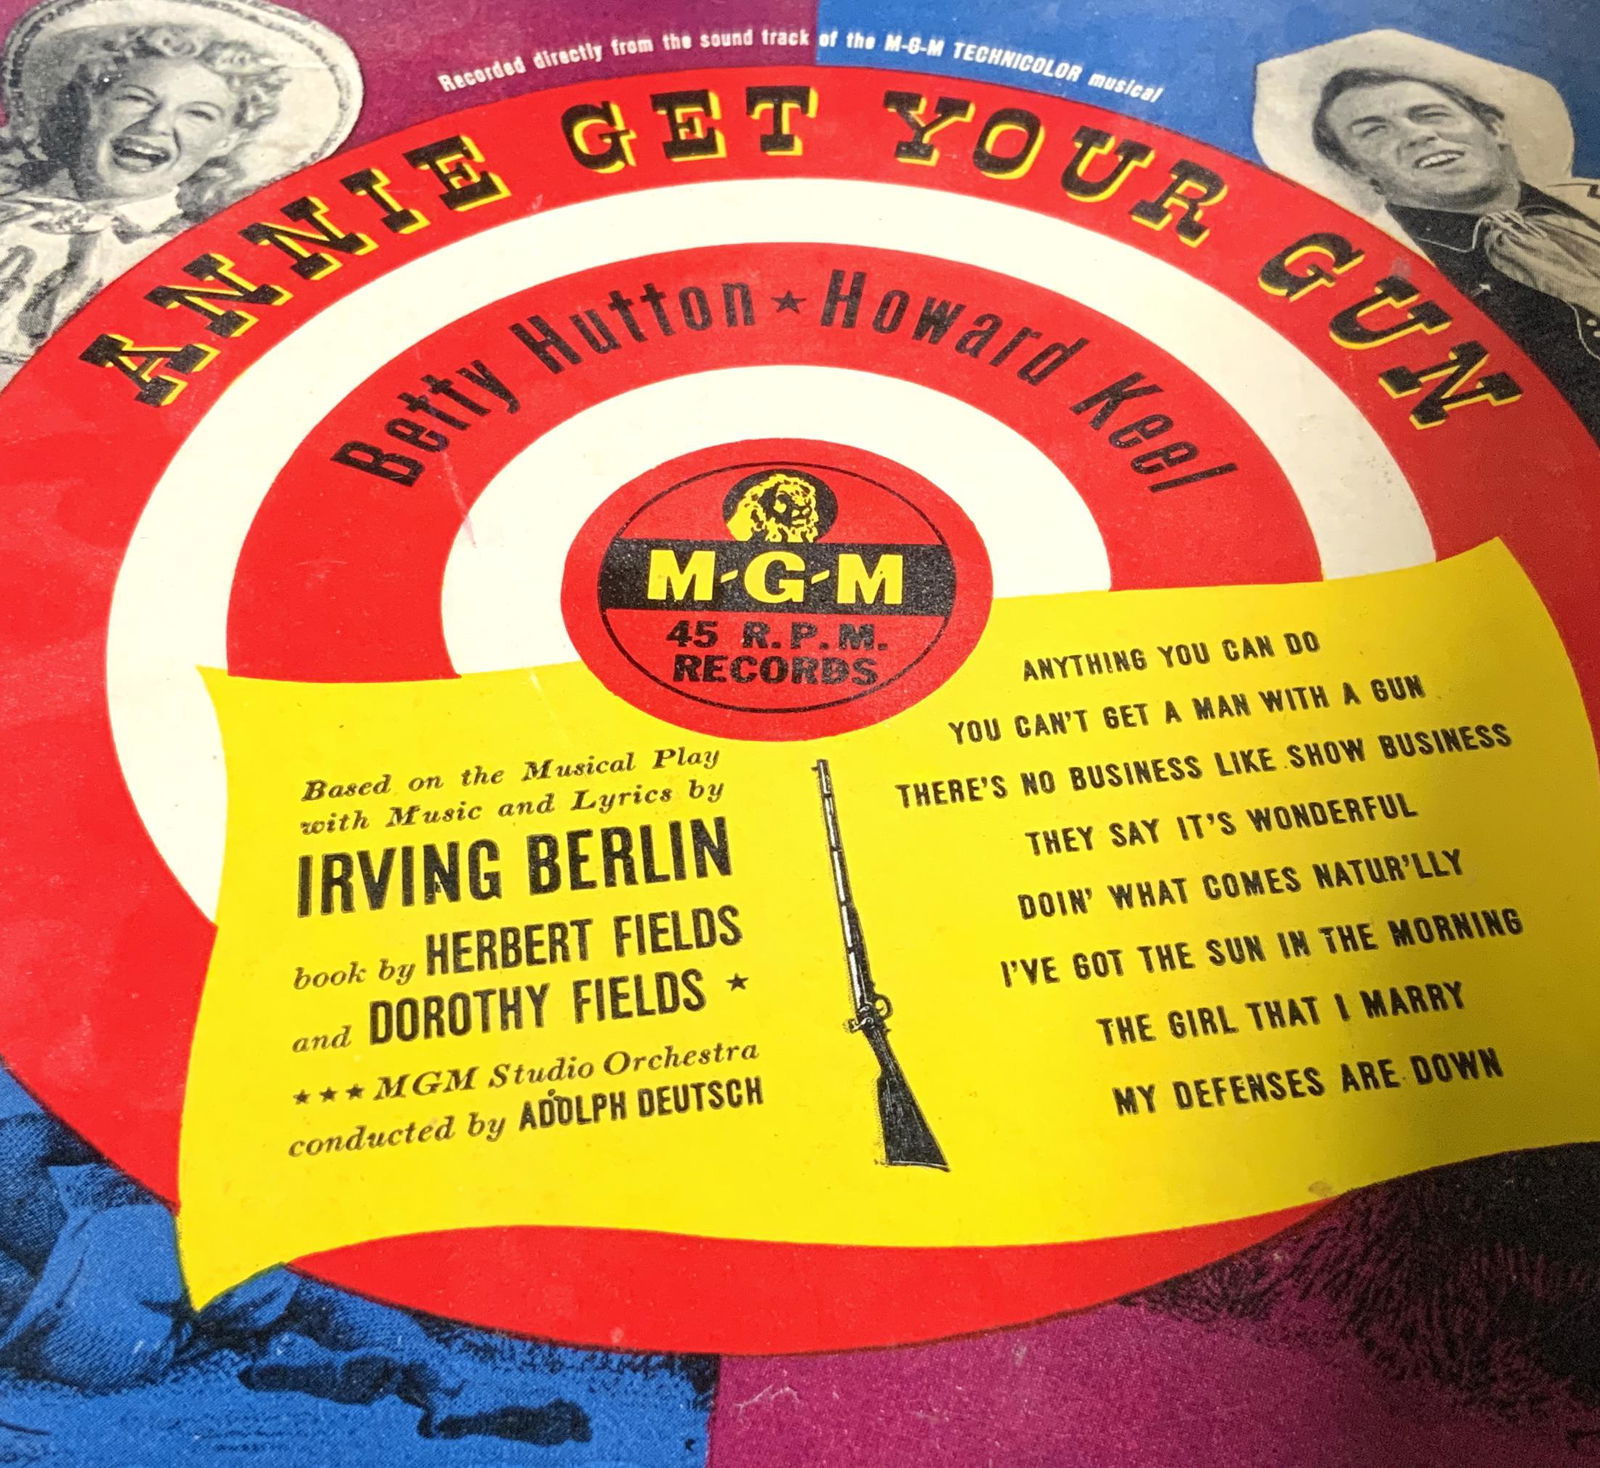 Recorded directly from the sound track of the M-G-M TECHNICOLOR musical
ANNIE GET YOUR GUN
Betty Hutton ★ Howard Keel
M-G-M
45 R.P.M.
RECORDS
Based on the Musical Play
with Music and Lyrics by
IRVING BERLIN
book by HERBERT FIELDS
and DOROTHY FIELDS ★
★★★ MGM Studio Orchestra
conducted by ADOLPH DEUTSCH
ANYTHING YOU CAN DO
YOU CAN'T GET A MAN WITH A GUN
THERE'S NO BUSINESS LIKE SHOW BUSINESS
THEY SAY IT'S WONDERFUL
DOIN' WHAT COMES NATUR'LLY
I'VE GOT THE SUN IN THE MORNING
THE GIRL THAT I MARRY
MY DEFENSES ARE DOWN